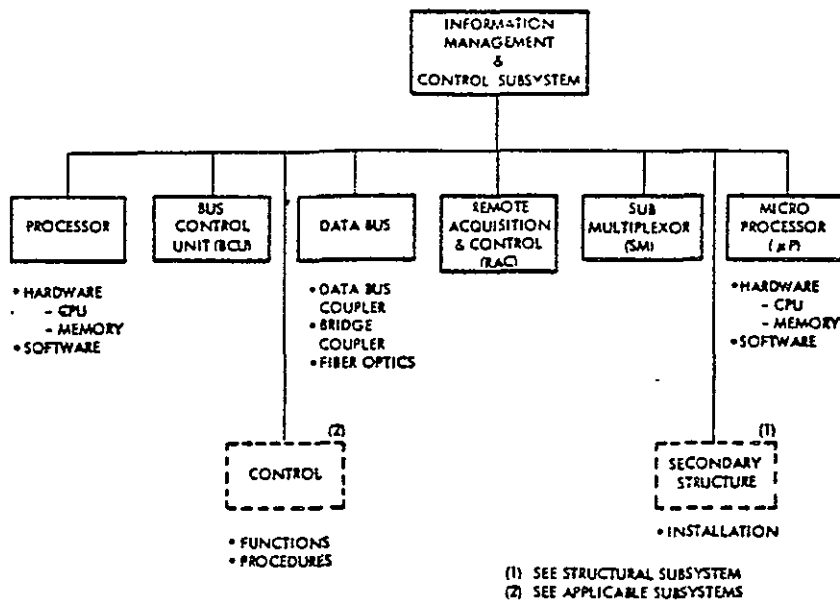 INFORMATION
MANAGEMENT
&
CONTROL SUBSYSTEM
PROCESSOR
• HARDWARE
- CPU
- MEMORY
• SOFTWARE
BUS
CONTROL
UNIT (BCU)
DATA BUS
• DATA BUS
COUPLER
• BRIDGE
COUPLER
• FIBER OPTICS
REMOTE
ACQUISITION
& CONTROL
(RAC)
SUB
MULTIPLEXOR
(SM)
MICRO
PROCESSOR
(μP)
• HARDWARE
- CPU
- MEMORY
• SOFTWARE
(2)
CONTROL
• FUNCTIONS
• PROCEDURES
(1)
SECONDARY
STRUCTURE
• INSTALLATION
(1) SEE STRUCTURAL SUBSYSTEM
(2) SEE APPLICABLE SUBSYSTEMS